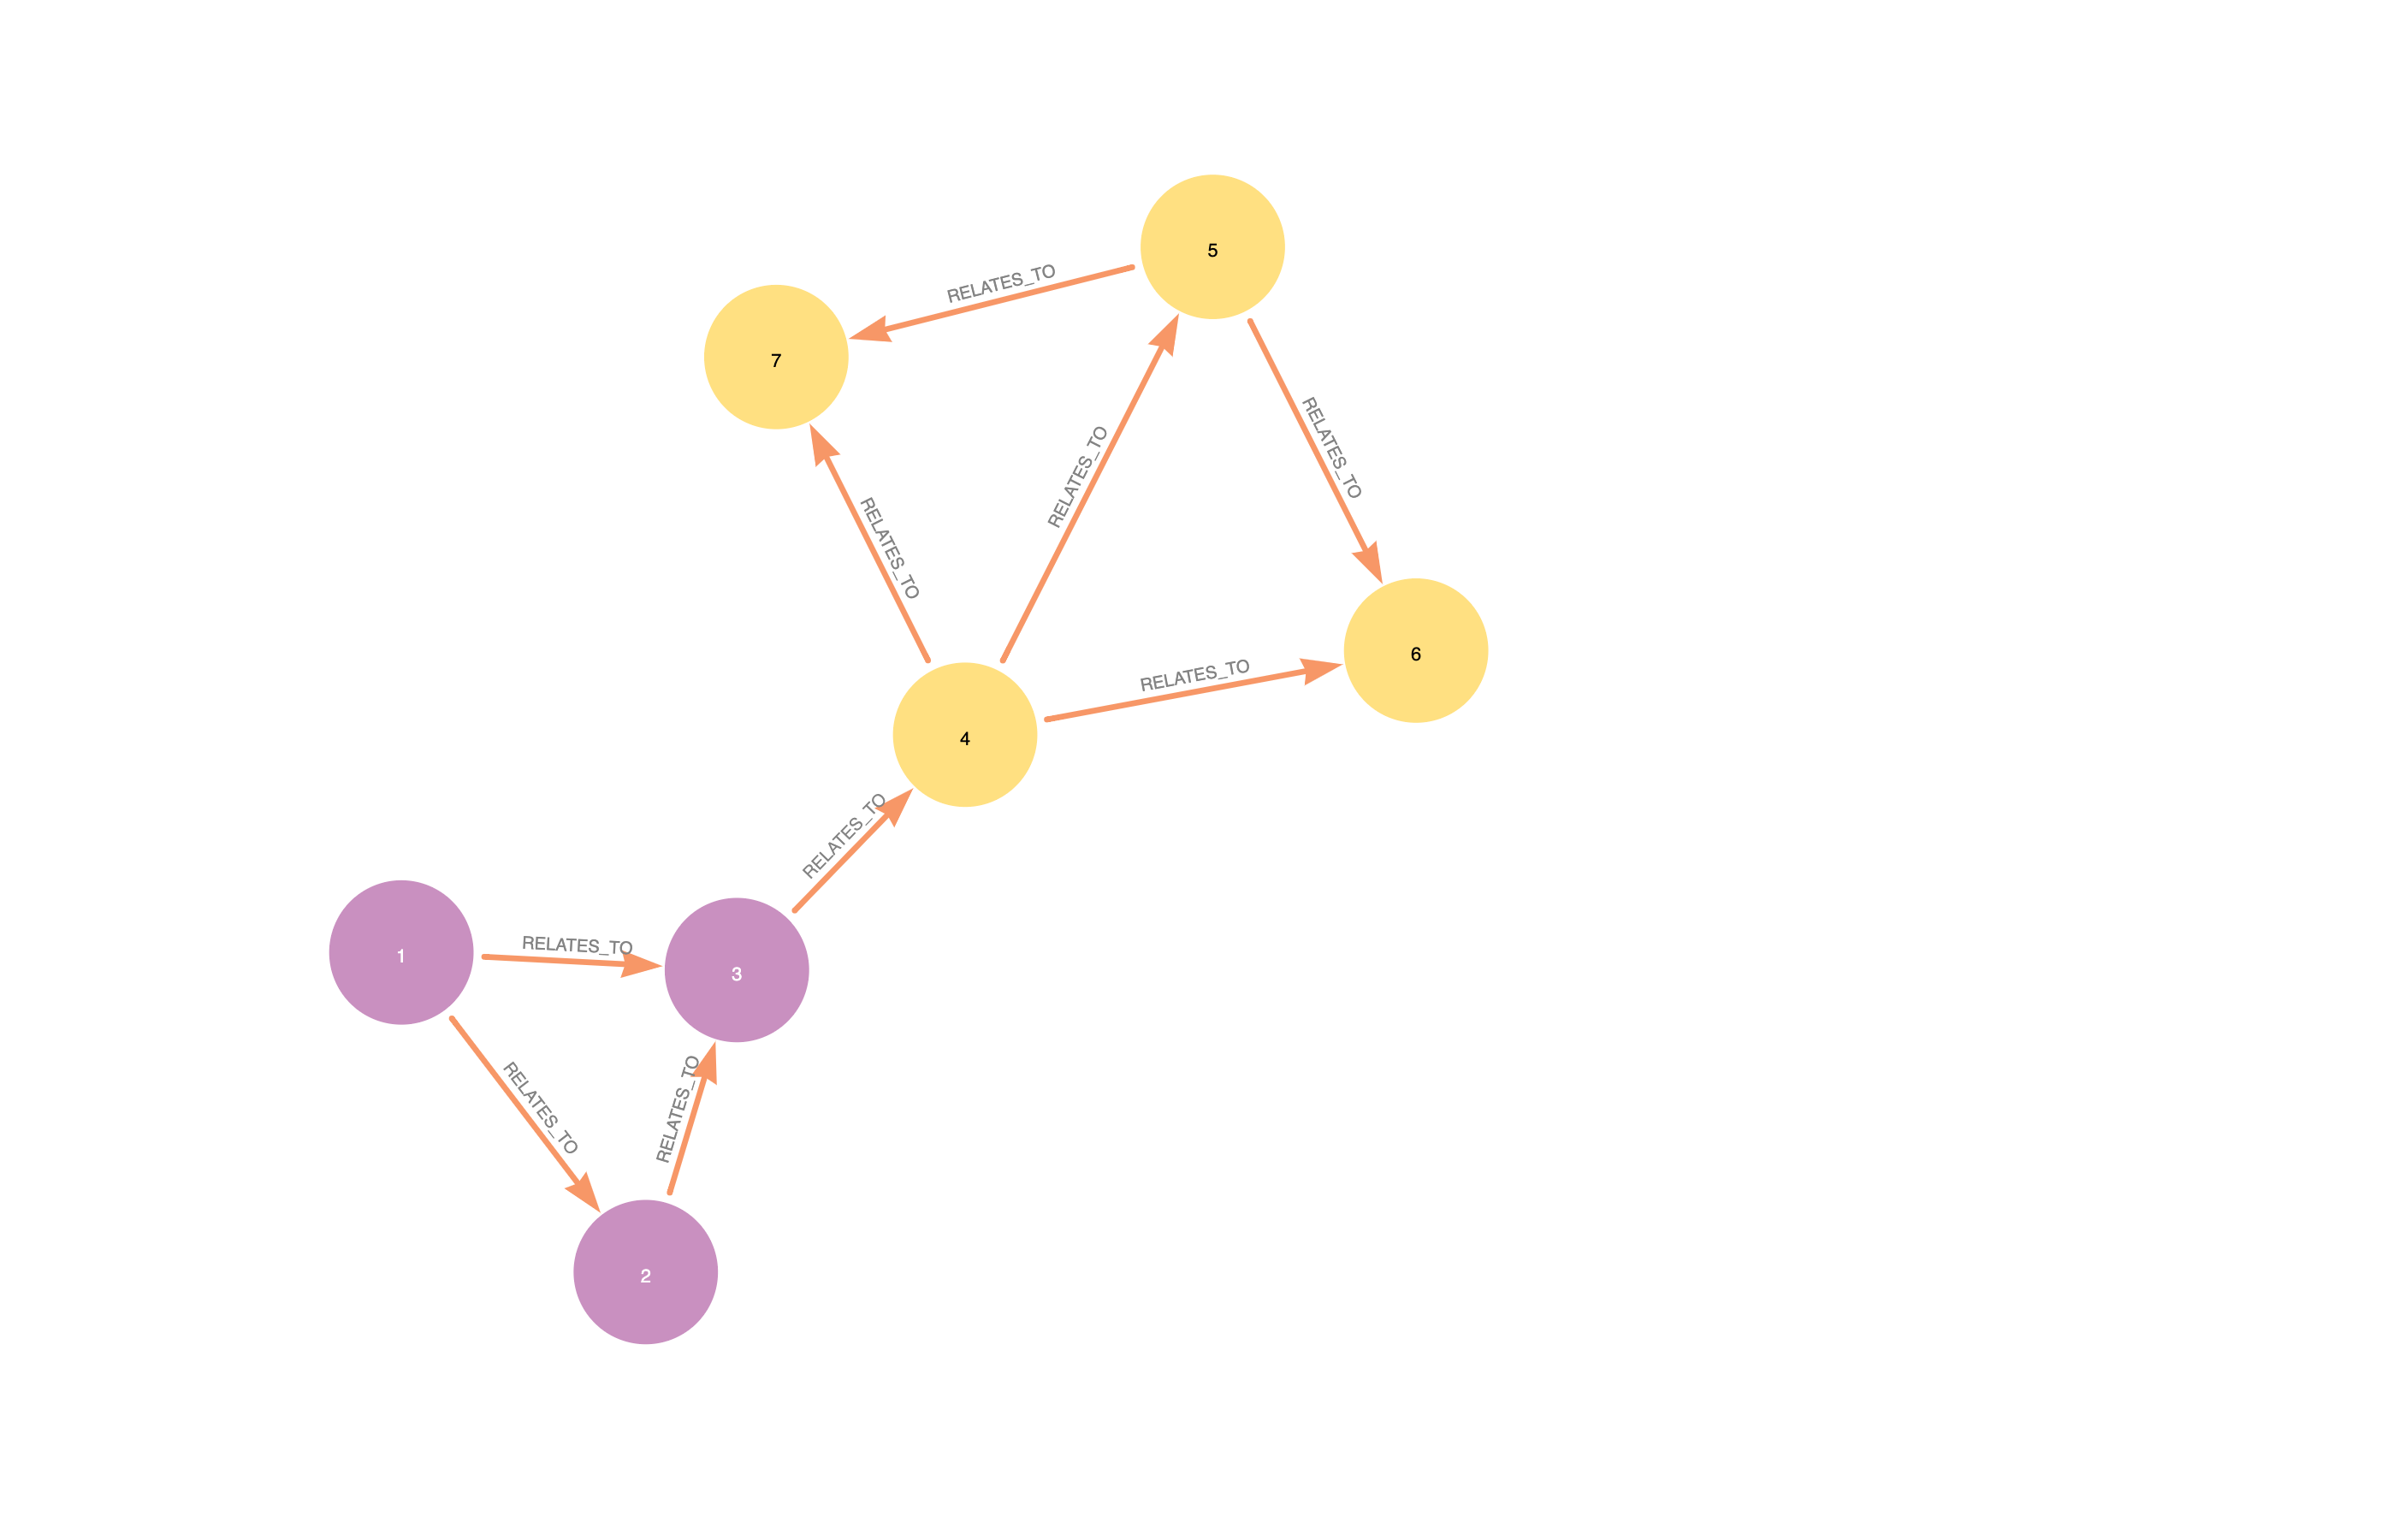 5
RELATES_TO
7
RELATES_TO
RELATES_TO
RELATES_TO
6
RELATES_TO
4
RELATES_TO
1
RELATES_TO
3
RELATES_TO
RELATES_TO
2